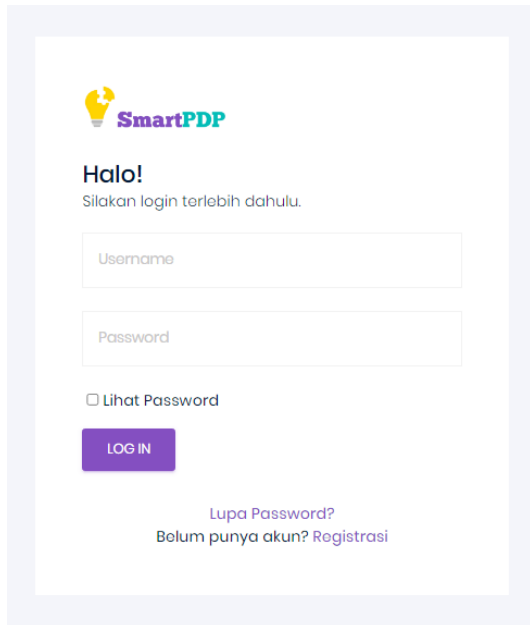 SmartPDP
Halo!
Silakan login terlebih dahulu.
Username
Password
Lihat Password
LOG IN
Lupa Password?
Belum punya akun? Registrasi